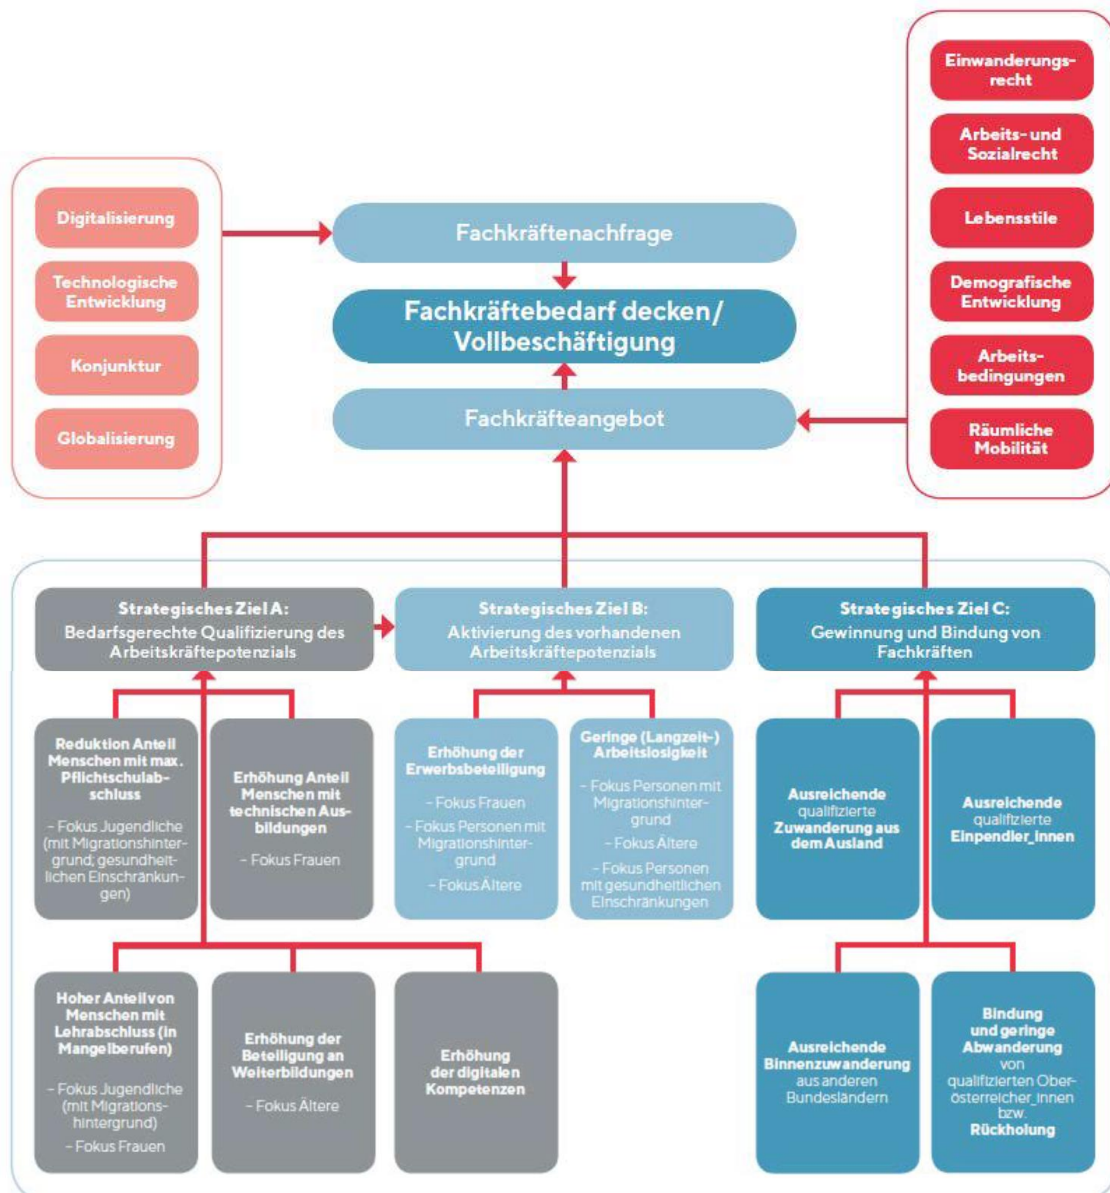 Digitalisierung
Technologische
Entwicklung
Konjunktur
Globalisierung
Fachkräftenachfrage
Fachkräftebedarf decken/
Vollbeschäftigung
Fachkräfteangebot
Einwanderungs-
recht
Arbeits- und
Sozialrecht
Lebensstile
Demografische
Entwicklung
Arbeits-
bedingungen
Räumliche
Mobilität
Strategisches Ziel A:
Bedarfsgerechte Qualifizierung des
Arbeitskräftepotenzials
Strategisches Ziel B:
Aktivierung des vorhandenen
Arbeitskräftepotenzials
Strategisches Ziel C:
Gewinnung und Bindung von
Fachkräften
Reduktion Anteil
Menschen mit max.
Pflichtschulab-
schluss
– Fokus Jugendliche
(mit Migrationshinter-
grund; gesundheit-
lichen Einschränkun-
gen)
Erhöhung Anteil
Menschen mit
technischen Aus-
bildungen
– Fokus Frauen
Erhöhung der
Erwerbsbeteiligung
– Fokus Frauen
– Fokus Personen mit
Migrationshinter-
grund
– Fokus Ältere
Geringe (Langzeit-)
Arbeitslosigkeit
– Fokus Personen mit
Migrationshinter-
grund
– Fokus Ältere
– Fokus Personen
mit gesundheitlichen
Einschränkungen
Ausreichende
qualifizierte
Zuwanderung aus
dem Ausland
Ausreichende
qualifizierte
Einpendler_innen
Hoher Anteil von
Menschen mit
Lehrabschluss (in
Mangelberufen)
– Fokus Jugendliche
(mit Migrations-
hintergrund)
– Fokus Frauen
Erhöhung der
Beteiligung an
Weiterbildungen
– Fokus Ältere
Erhöhung
der digitalen
Kompetenzen
Ausreichende
Binnenzuwanderung
aus anderen
Bundesländern
Bindung
und geringe
Abwanderung
von
qualifizierten Ober-
österreicher_innen
bzw.
Rückholung